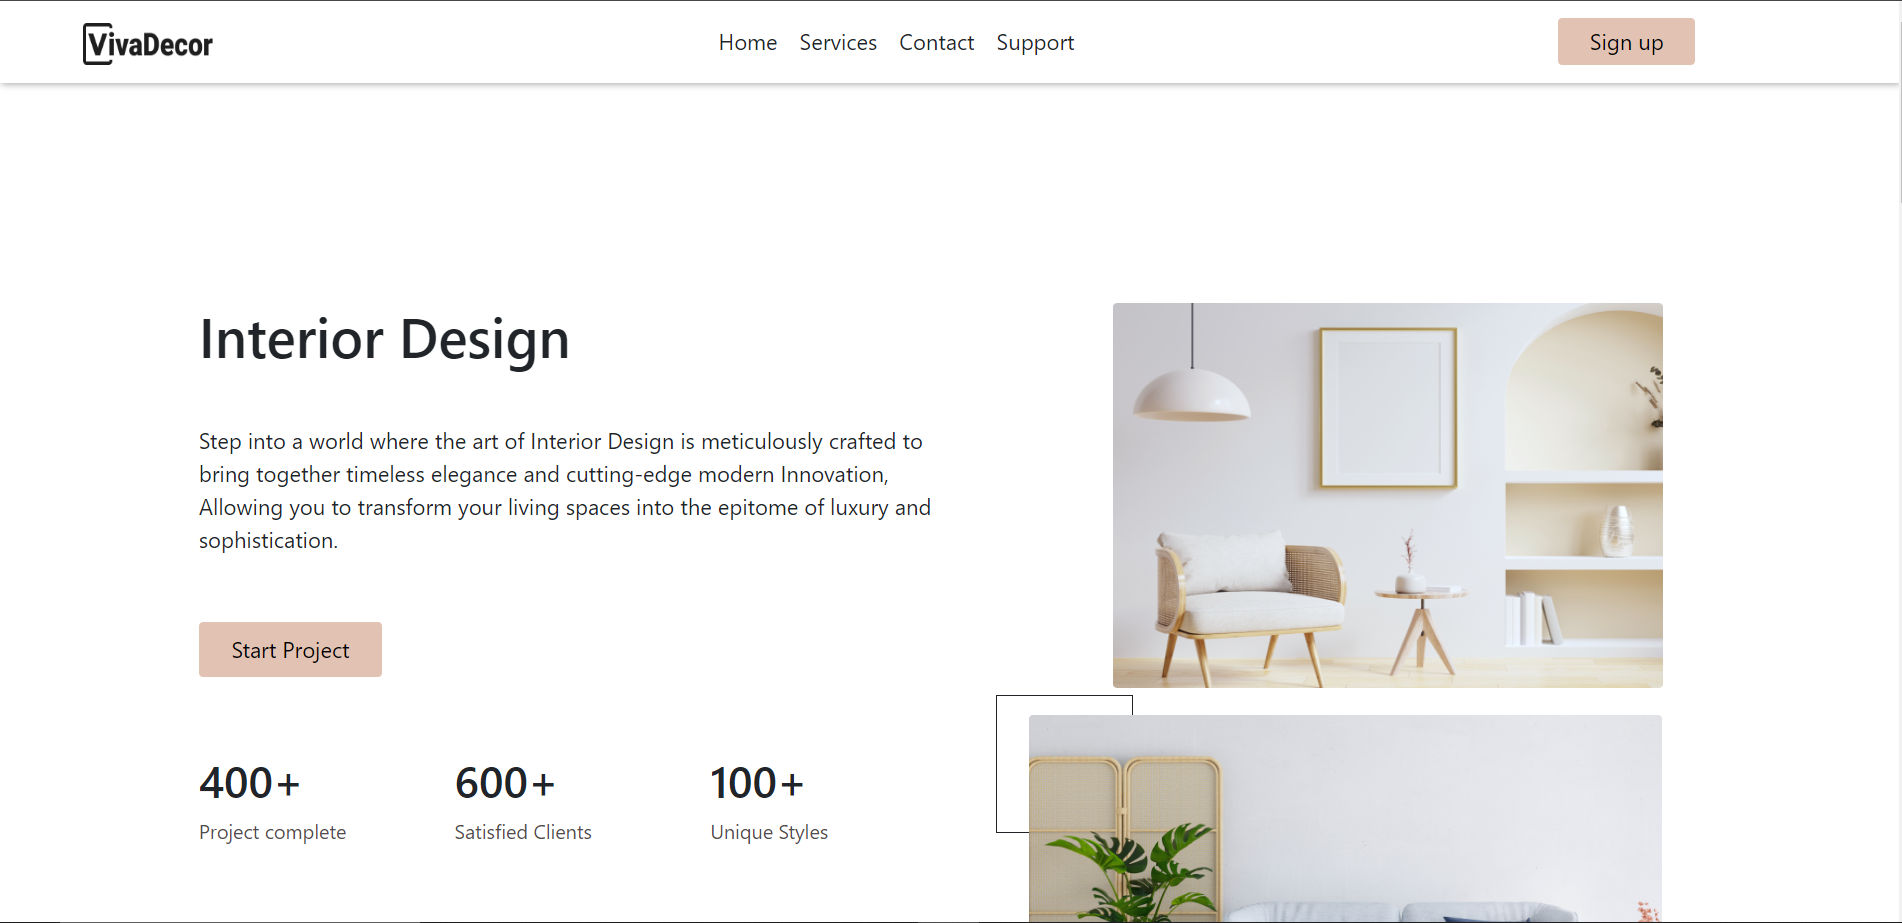 VivaDecor
Home Services Contact Support
Sign up
Interior Design
Step into a world where the art of Interior Design is meticulously crafted to
bring together timeless elegance and cutting-edge modern Innovation,
Allowing you to transform your living spaces into the epitome of luxury and
sophistication.
Start Project
400+ 600+ 100+
Project complete Satisfied Clients Unique Styles